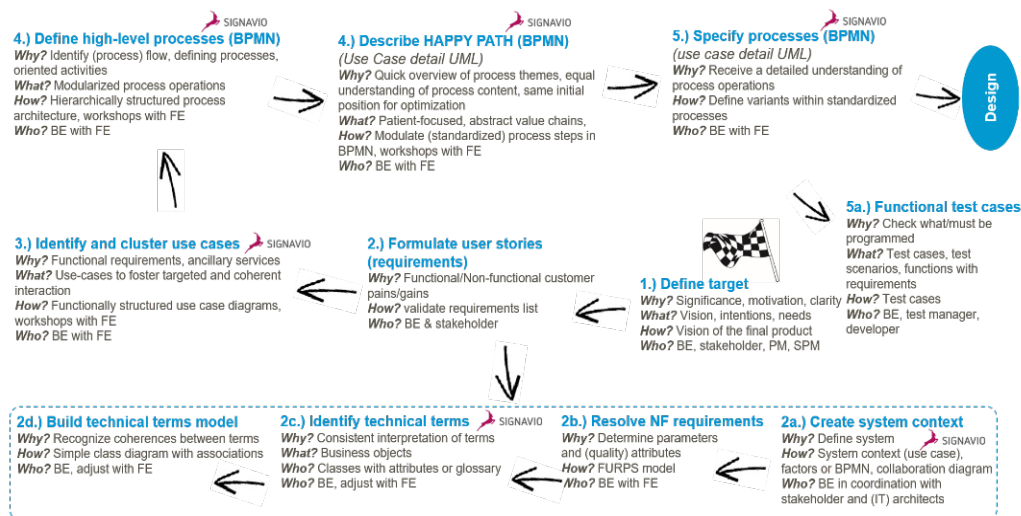 SIGNAVIO
4.) Define high-level processes (BPMN)
Why? Identify (process) flow, defining processes,
oriented activities
What? Modularized process operations
How? Hierarchically structured process
architecture, workshops with FE
Who? BE with FE
SIGNAVIO
4.) Describe HAPPY PATH (BPMN)
(Use Case detail UML)
Why? Quick overview of process themes, equal
understanding of process content, same initial
position for optimization
What? Patient-focused, abstract value chains,
How? Modulate (standardized) process steps in
BPMN, workshops with FE
Who? BE with FE
SIGNAVIO
5.) Specify processes (BPMN)
(use case detail UML)
Why? Receive a detailed understanding of
process operations
How? Define variants within standardized
processes
Who? BE with FE
Design
5a.) Functional test cases
Why? Check what/must be
programmed
What? Test cases, test
scenarios, functions with
requirements
How? Test cases
Who? BE, test manager,
developer
1.) Define target
Why? Significance, motivation, clarity
What? Vision, intentions, needs
How? Vision of the final product
Who? BE, stakeholder, PM, SPM
2.) Formulate user stories
(requirements)
Why? Functional/Non-functional customer
pains/gains
How? validate requirements list
Who? BE & stakeholder
3.) Identify and cluster use cases
SIGNAVIO
Why? Functional requirements, ancillary services
What? Use-cases to foster targeted and coherent
interaction
How? Functionally structured use case diagrams,
workshops with FE
Who? BE with FE
2d.) Build technical terms model
Why? Recognize coherences between terms
How? Simple class diagram with associations
Who? BE, adjust with FE
2c.) Identify technical terms
SIGNAVIO
Why? Consistent interpretation of terms
What? Business objects
Who? Classes with attributes or glossary
Who? BE, adjust with FE
2b.) Resolve NF requirements
Why? Determine parameters
and (quality) attributes
How? FURPS model
Who? BE with FE
2a.) Create system context
Why? Define system
SIGNAVIO
How? System context (use case),
factors or BPMN, collaboration diagram
Who? BE in coordination with
stakeholder and (IT) architects